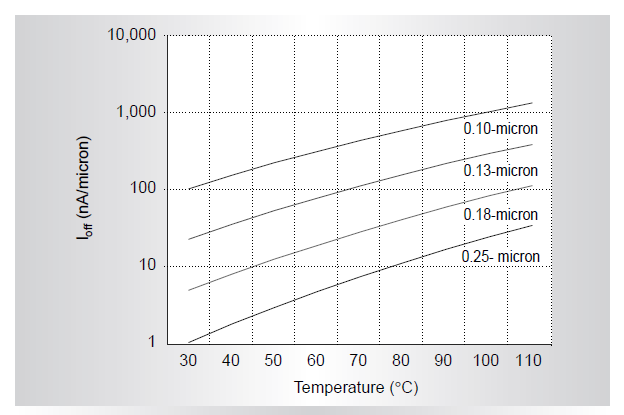 10,000
1,000
100
10
1
I_off (nA/micron)
0.10-micron
0.13-micron
0.18-micron
0.25- micron
30 40 50 60 70 80 90 100 110
Temperature (°C)